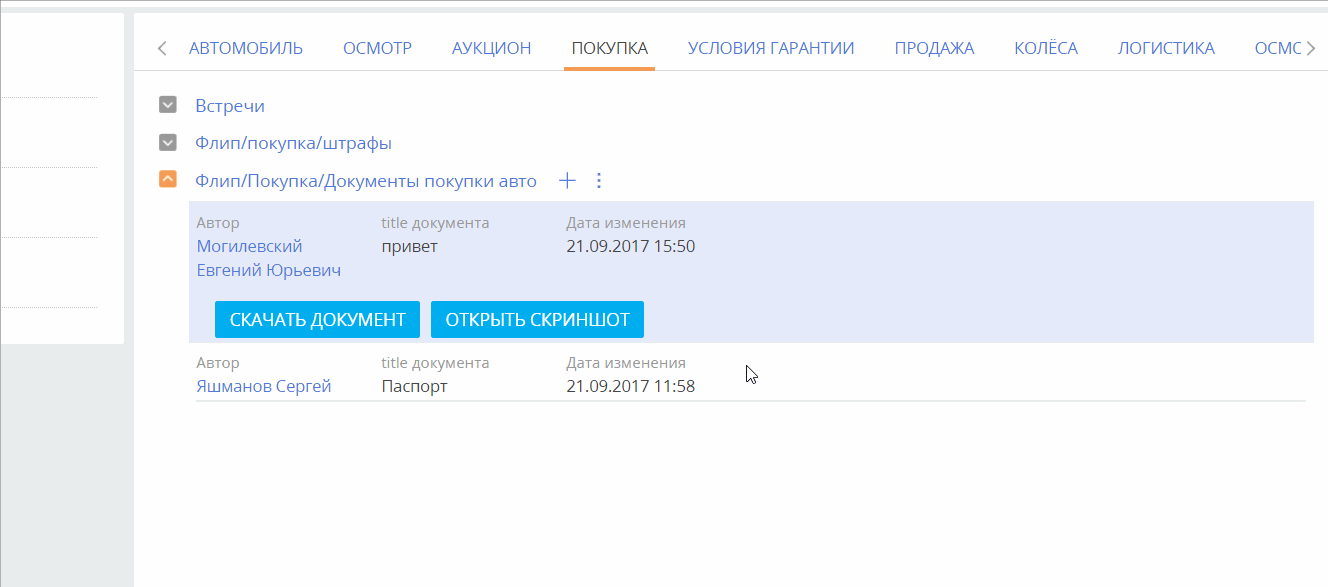 АВТОМОБИЛЬ ОСМОТР АУКЦИОН ПОКУПКА УСЛОВИЯ ГАРАНТИИ ПРОДАЖА КОЛЁСА ЛОГИСТИКА ОСМС
Встречи
Флип/покупка/штрафы
Флип/Покупка/Документы покупки авто
Автор title документа Дата изменения
Могилевский привет 21.09.2017 15:50
Евгений Юрьевич
СКАЧАТЬ ДОКУМЕНТ ОТКРЫТЬ СКРИНШОТ
Автор title документа Дата изменения
Яшманов Сергей Паспорт 21.09.2017 11:58